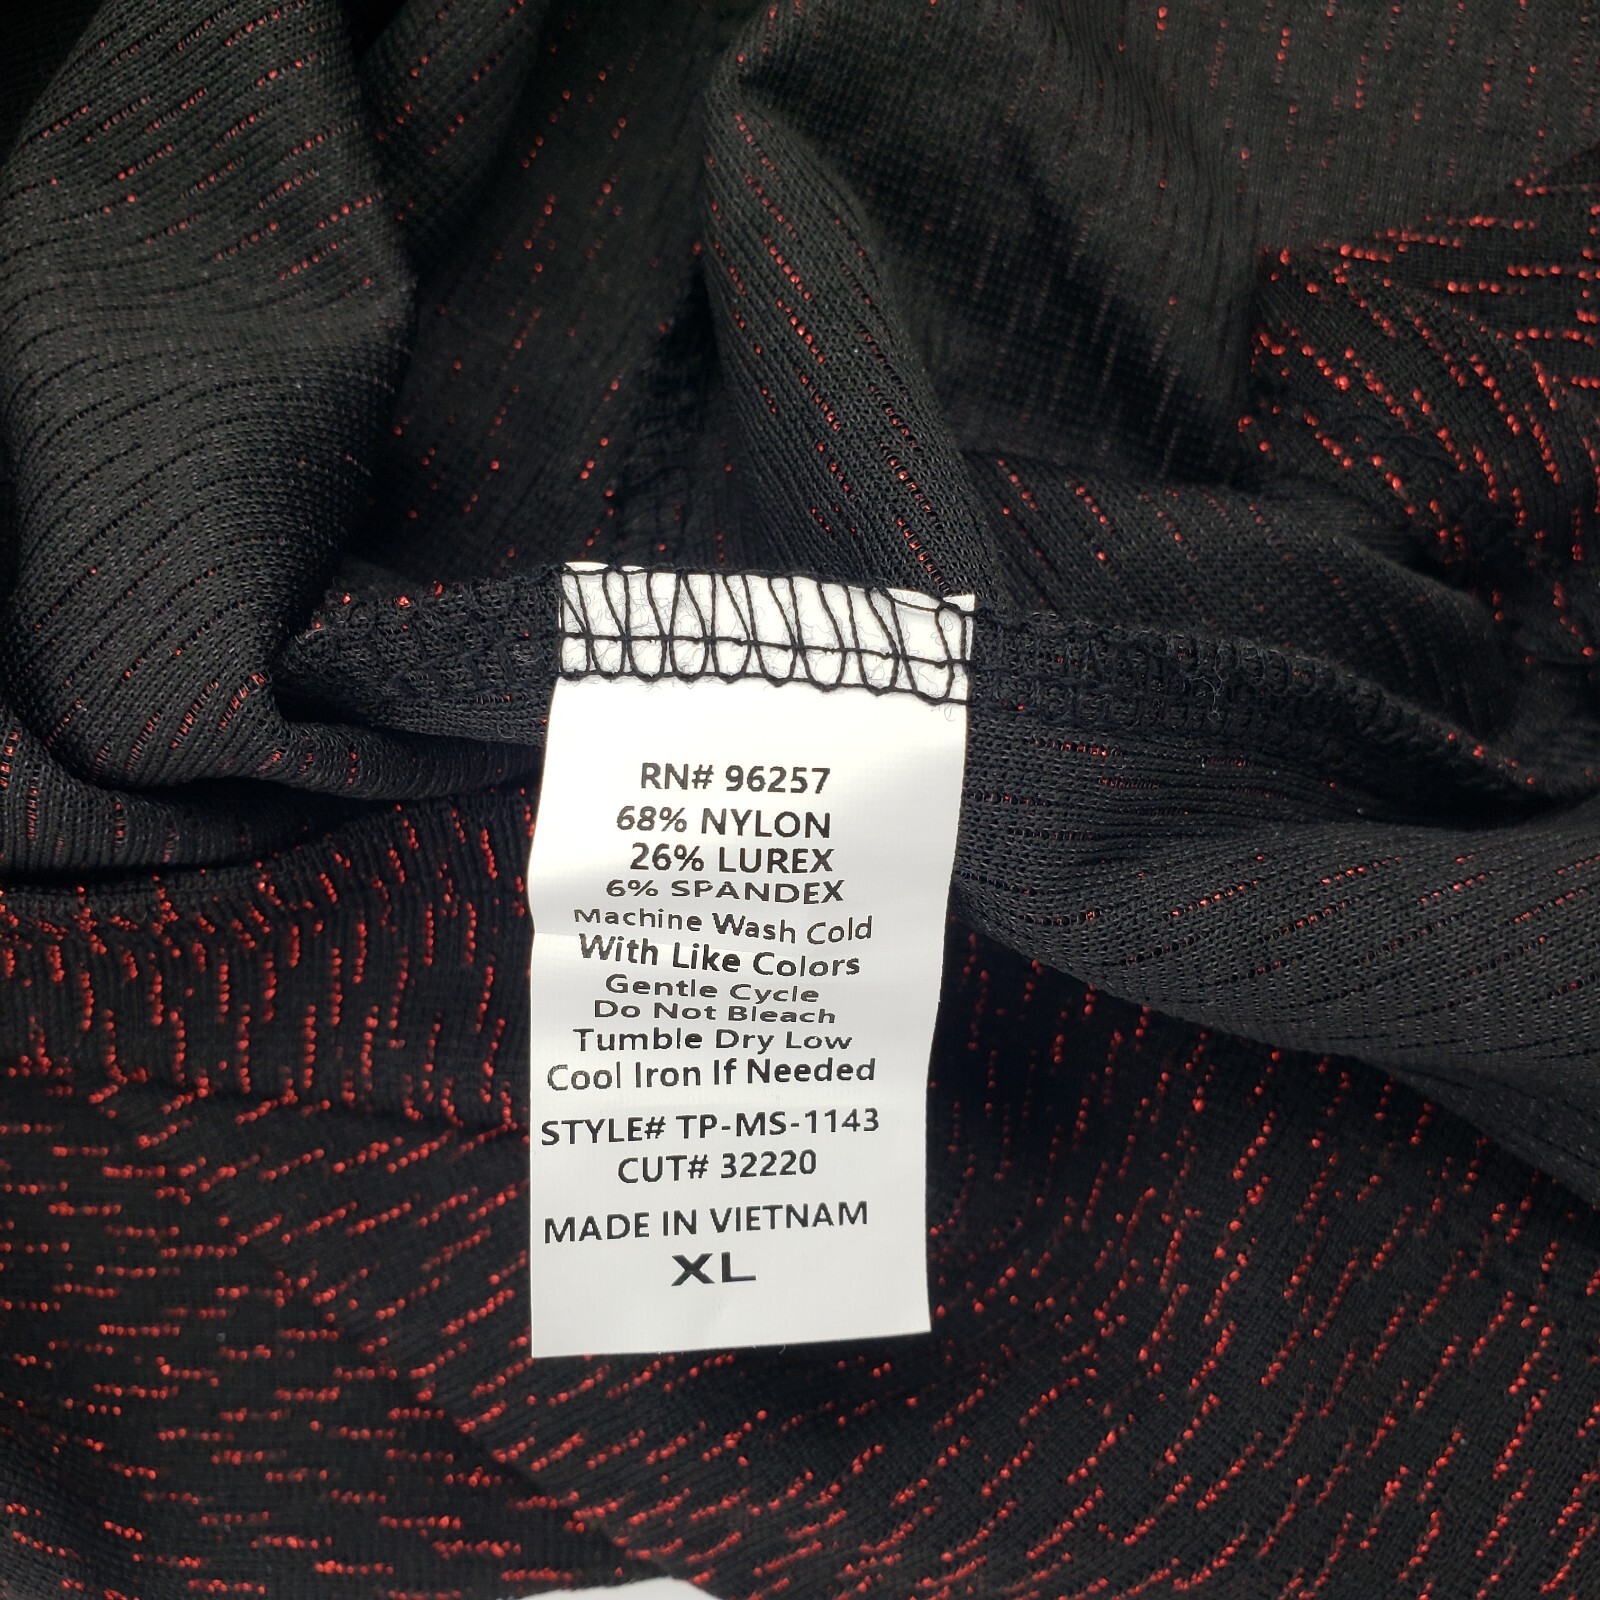 RN# 96257
68% NYLON
26% LUREX
6% SPANDEX
Machine Wash Cold
With Like Colors
Gentle Cycle
Do Not Bleach
Tumble Dry Low
Cool Iron If Needed
STYLE# TP-MS-1143
CUT# 32220
MADE IN VIETNAM
XL